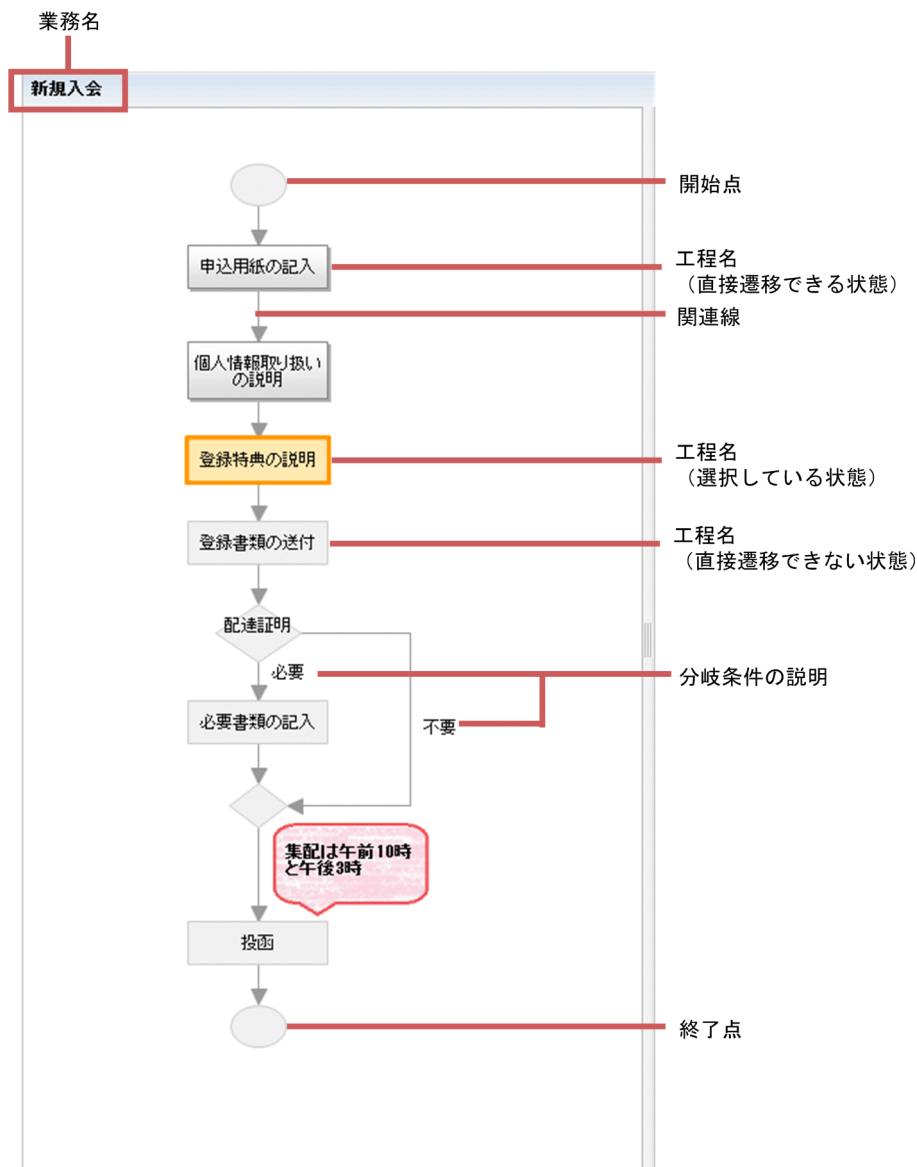 業務名
新規入会
開始点
申込用紙の記入
工程名
（直接遷移できる状態）
関連線
個人情報取り扱い
の説明
登録特典の説明
工程名
（選択している状態）
登録書類の送付
工程名
（直接遷移できない状態）
配達証明
必要
分岐条件の説明
必要書類の記入
不要
集配は午前10時
と午後3時
投函
終了点